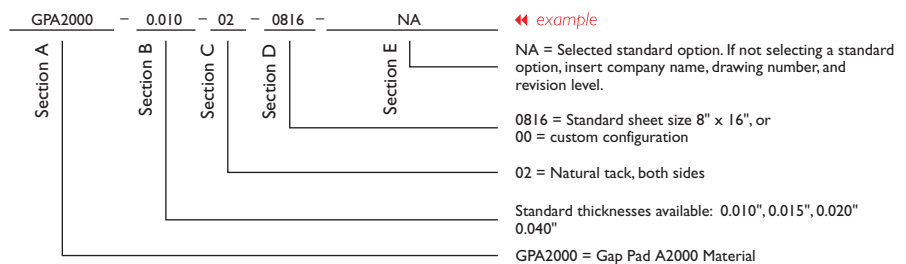 GPA2000 – 0.010 – 02 – 0816 – NA
example
Section A
Section B
Section C
Section D
Section E
NA = Selected standard option. If not selecting a standard
option, insert company name, drawing number, and
revision level.
0816 = Standard sheet size 8" x 16", or
00 = custom configuration
02 = Natural tack, both sides
Standard thicknesses available: 0.010", 0.015", 0.020"
0.040"
GPA2000 = Gap Pad A2000 Material